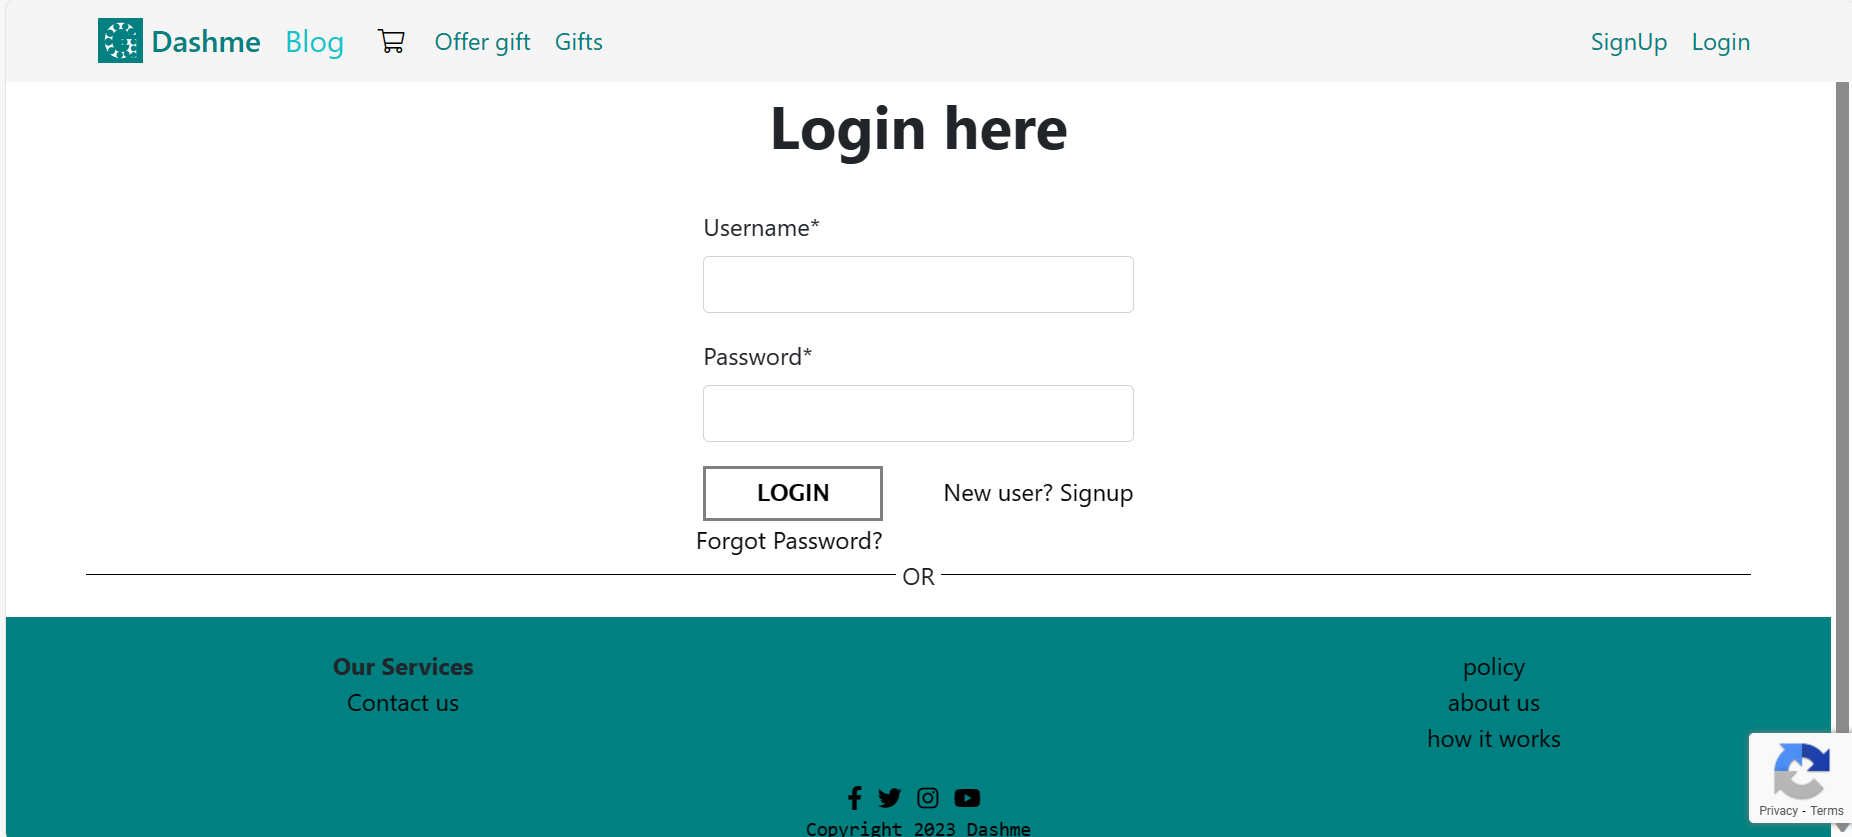 Dashme Blog Offer gift Gifts SignUp Login
Login here
Username*
Password*
LOGIN New user? Signup
Forgot Password?
OR
Our Services policy
Contact us about us
how it works
Privacy - Terms
Copyright 2023 Dashme